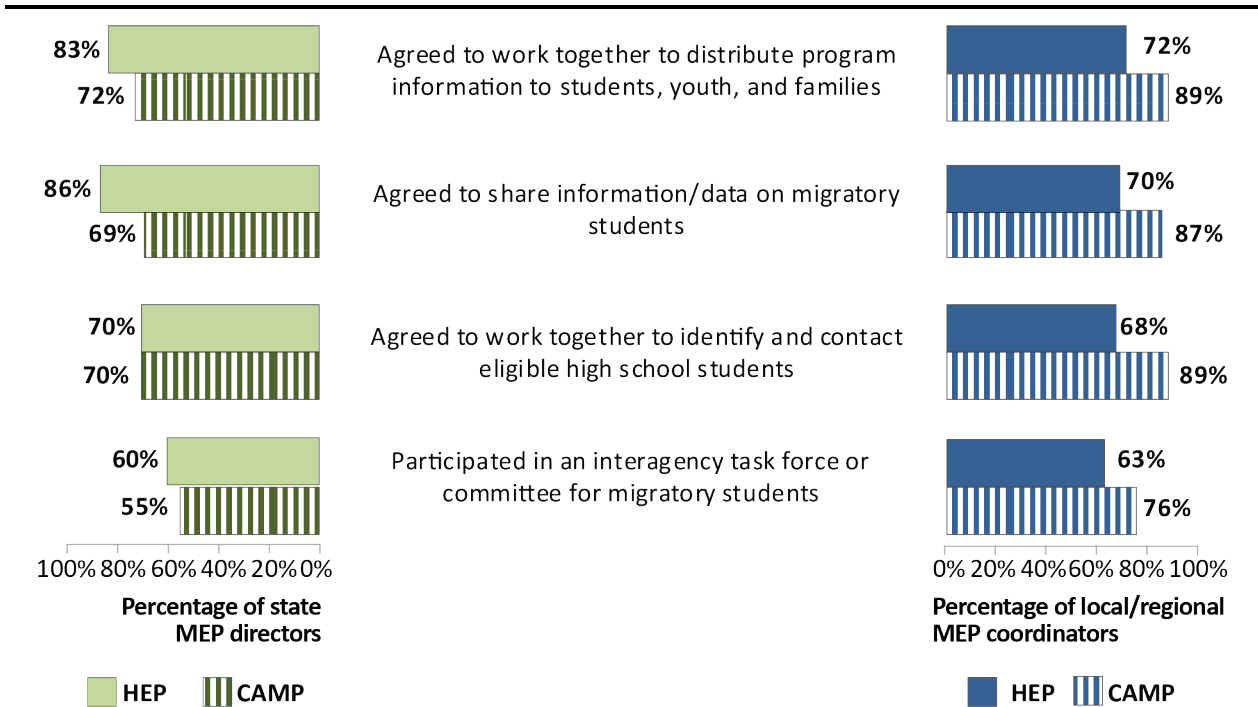 83%
72%
Agreed to work together to distribute program
information to students, youth, and families
72%
89%
86%
69%
Agreed to share information/data on migratory
students
70%
87%
70%
70%
Agreed to work together to identify and contact
eligible high school students
68%
89%
60%
55%
Participated in an interagency task force or
committee for migratory students
63%
76%
100% 80% 60% 40% 20% 0%
Percentage of state
MEP directors
HEP CAMP
0% 20% 40% 60% 80% 100%
Percentage of local/regional
MEP coordinators
HEP CAMP